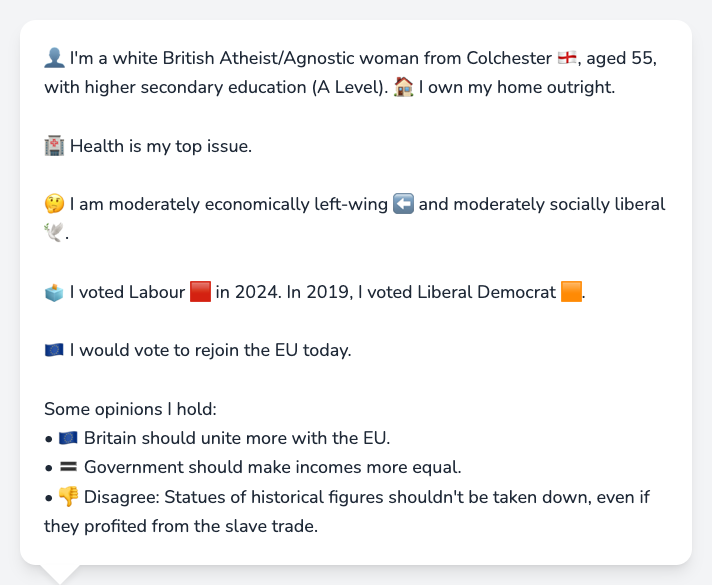 👤 I'm a white British Atheist/Agnostic woman from Colchester 🏴󠁧󠁢󠁥󠁮󠁧󠁿, aged 55,
with higher secondary education (A Level). 🏠 I own my home outright.
🏥 Health is my top issue.
🤔 I am moderately economically left-wing ⬅️ and moderately socially liberal
🕊️.
🗳️ I voted Labour 🟥 in 2024. In 2019, I voted Liberal Democrat 🟧.
🇪🇺 I would vote to rejoin the EU today.
Some opinions I hold:
• 🇪🇺 Britain should unite more with the EU.
• 🟰 Government should make incomes more equal.
• 👎 Disagree: Statues of historical figures shouldn't be taken down, even if
they profited from the slave trade.